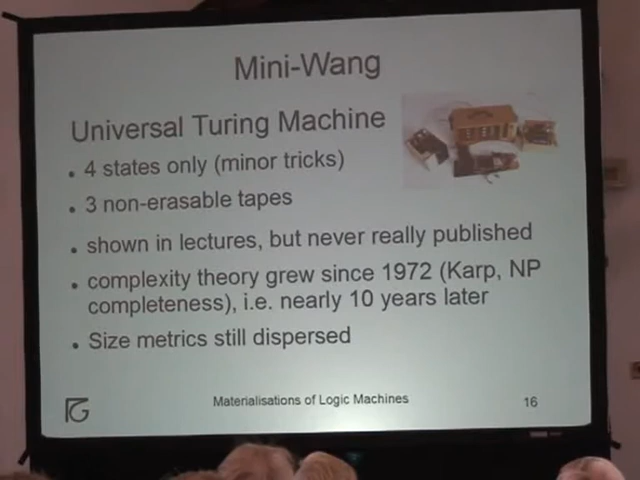 Mini-Wang
Universal Turing Machine
• 4 states only (minor tricks)
• 3 non-erasable tapes
• shown in lectures, but never really published
• complexity theory grew since 1972 (Karp, NP
completeness), i.e. nearly 10 years later
• Size metrics still dispersed
Materialisations of Logic Machines
16